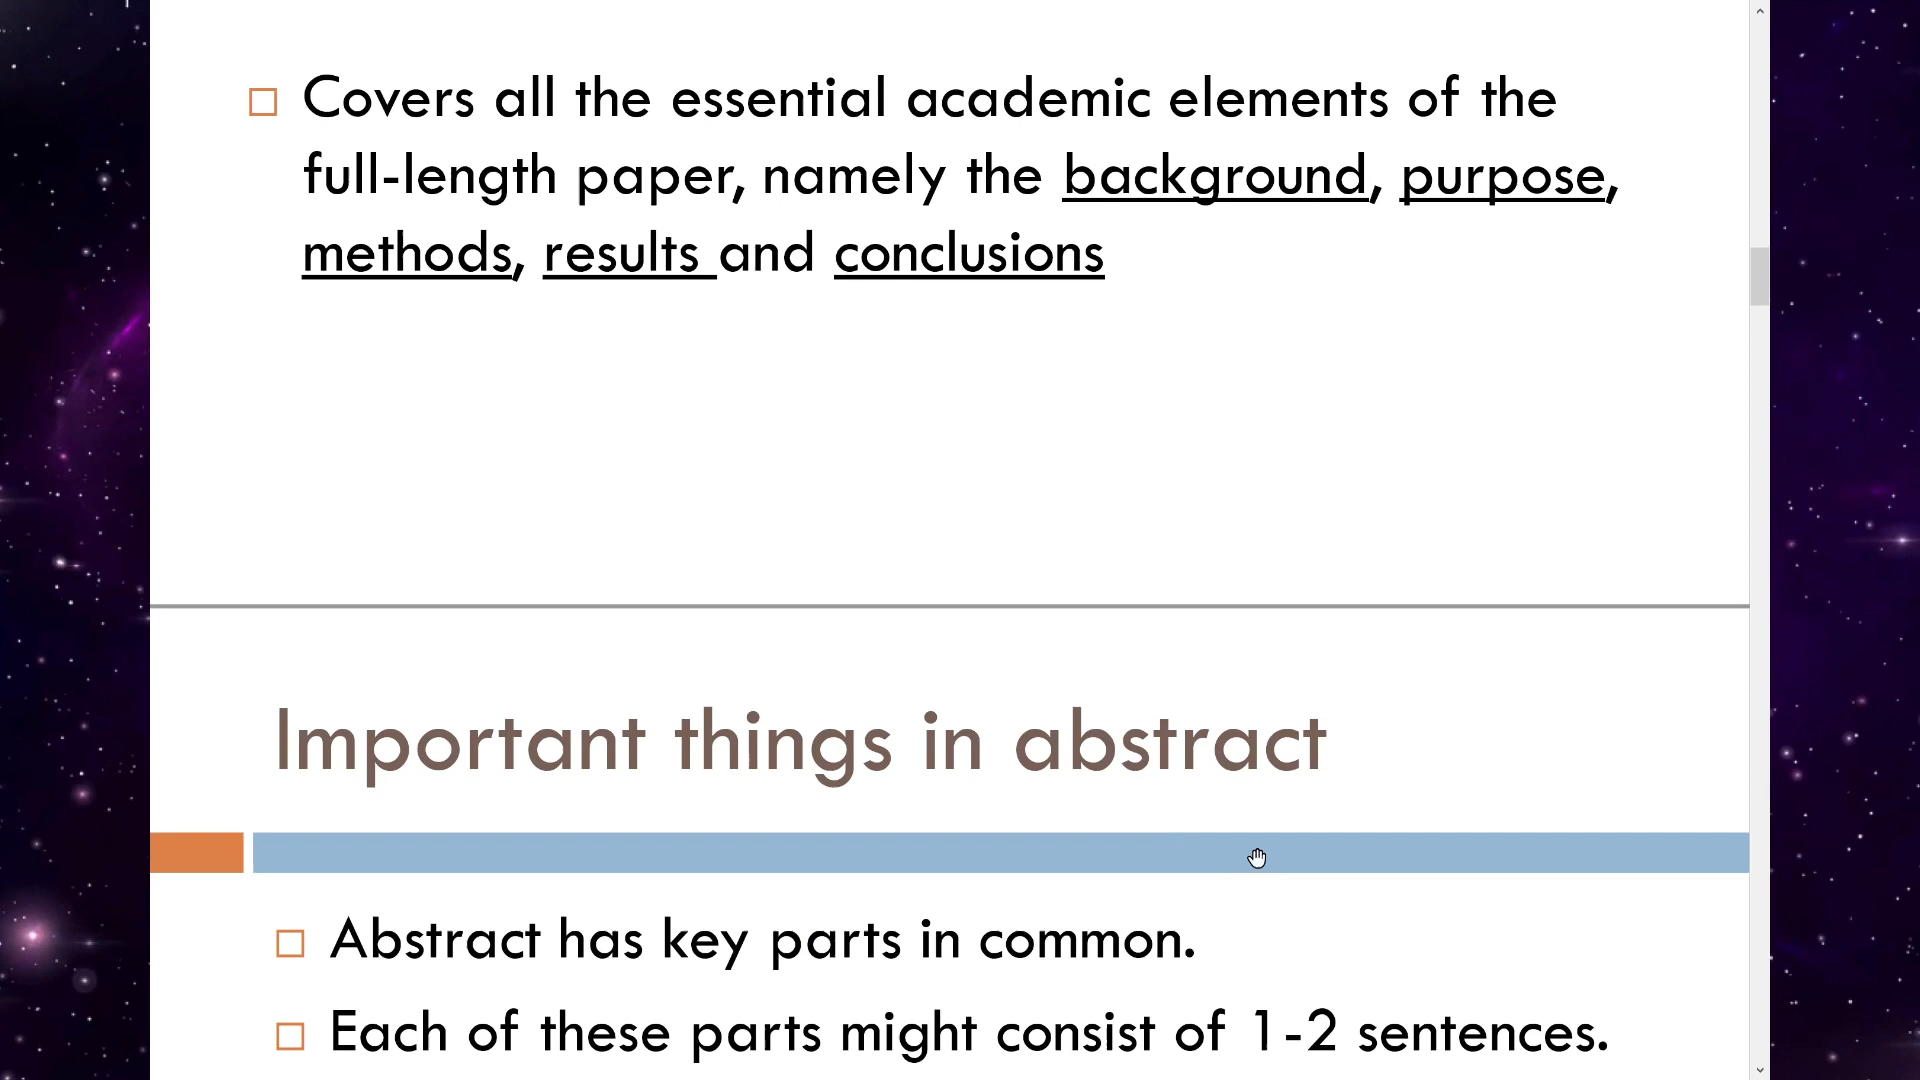 Covers all the essential academic elements of the
full-length paper, namely the background, purpose,
methods, results and conclusions
Important things in abstract
Abstract has key parts in common.
Each of these parts might consist of 1-2 sentences.